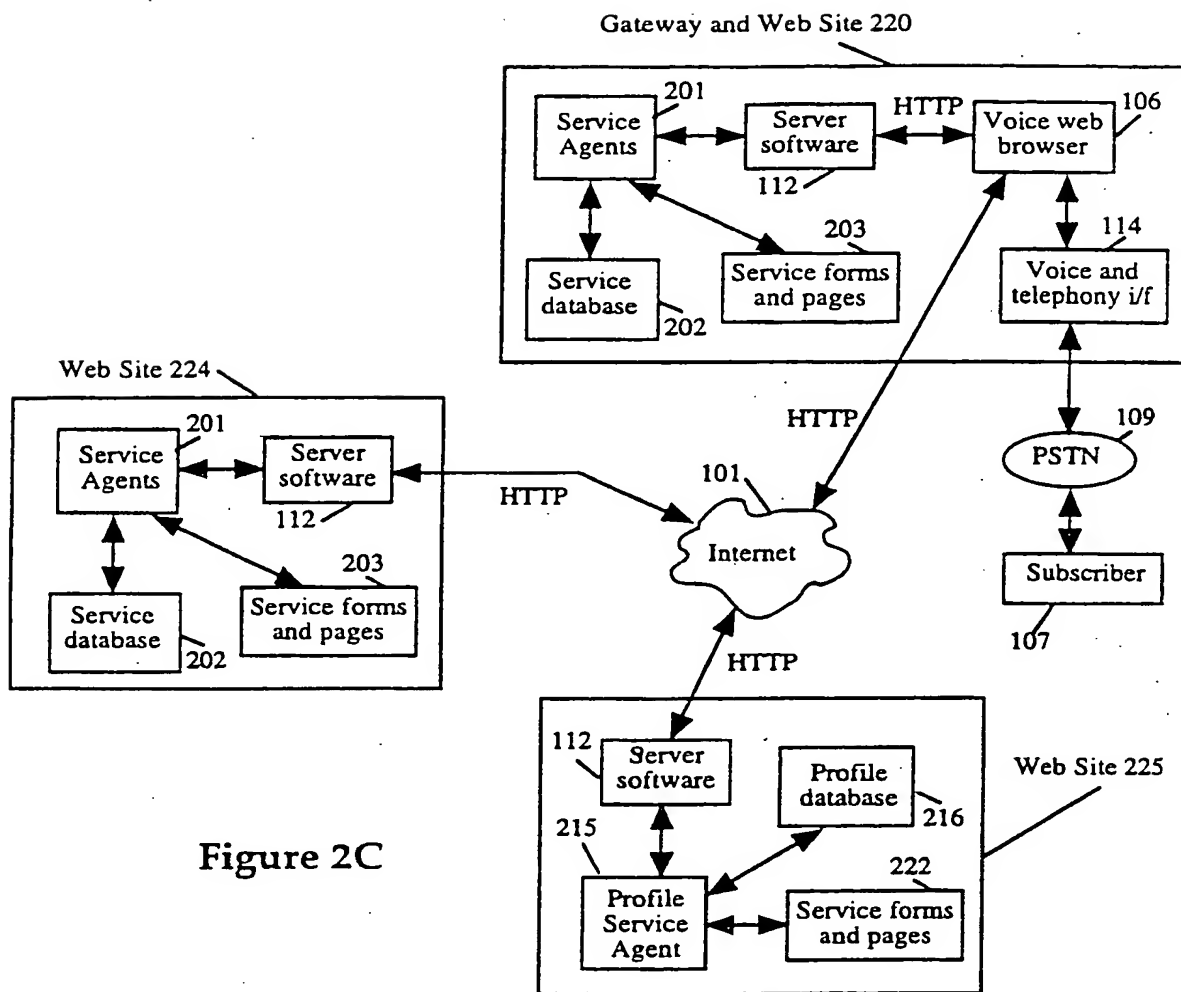 Gateway and Web Site 220
201
Service
Agents
Server
software
112
HTTP
Voice web
browser
106
203
Service forms
and pages
Service
database
202
114
Voice and
telephony i/f
Web Site 224
201
Service
Agents
Server
software
112
HTTP
203
Service forms
and pages
Service
database
202
HTTP
101
Internet
109
PSTN
Subscriber
107
HTTP
112
Server
software
Profile
database
216
Web Site 225
215
Profile
Service
Agent
222
Service forms
and pages
Figure 2C